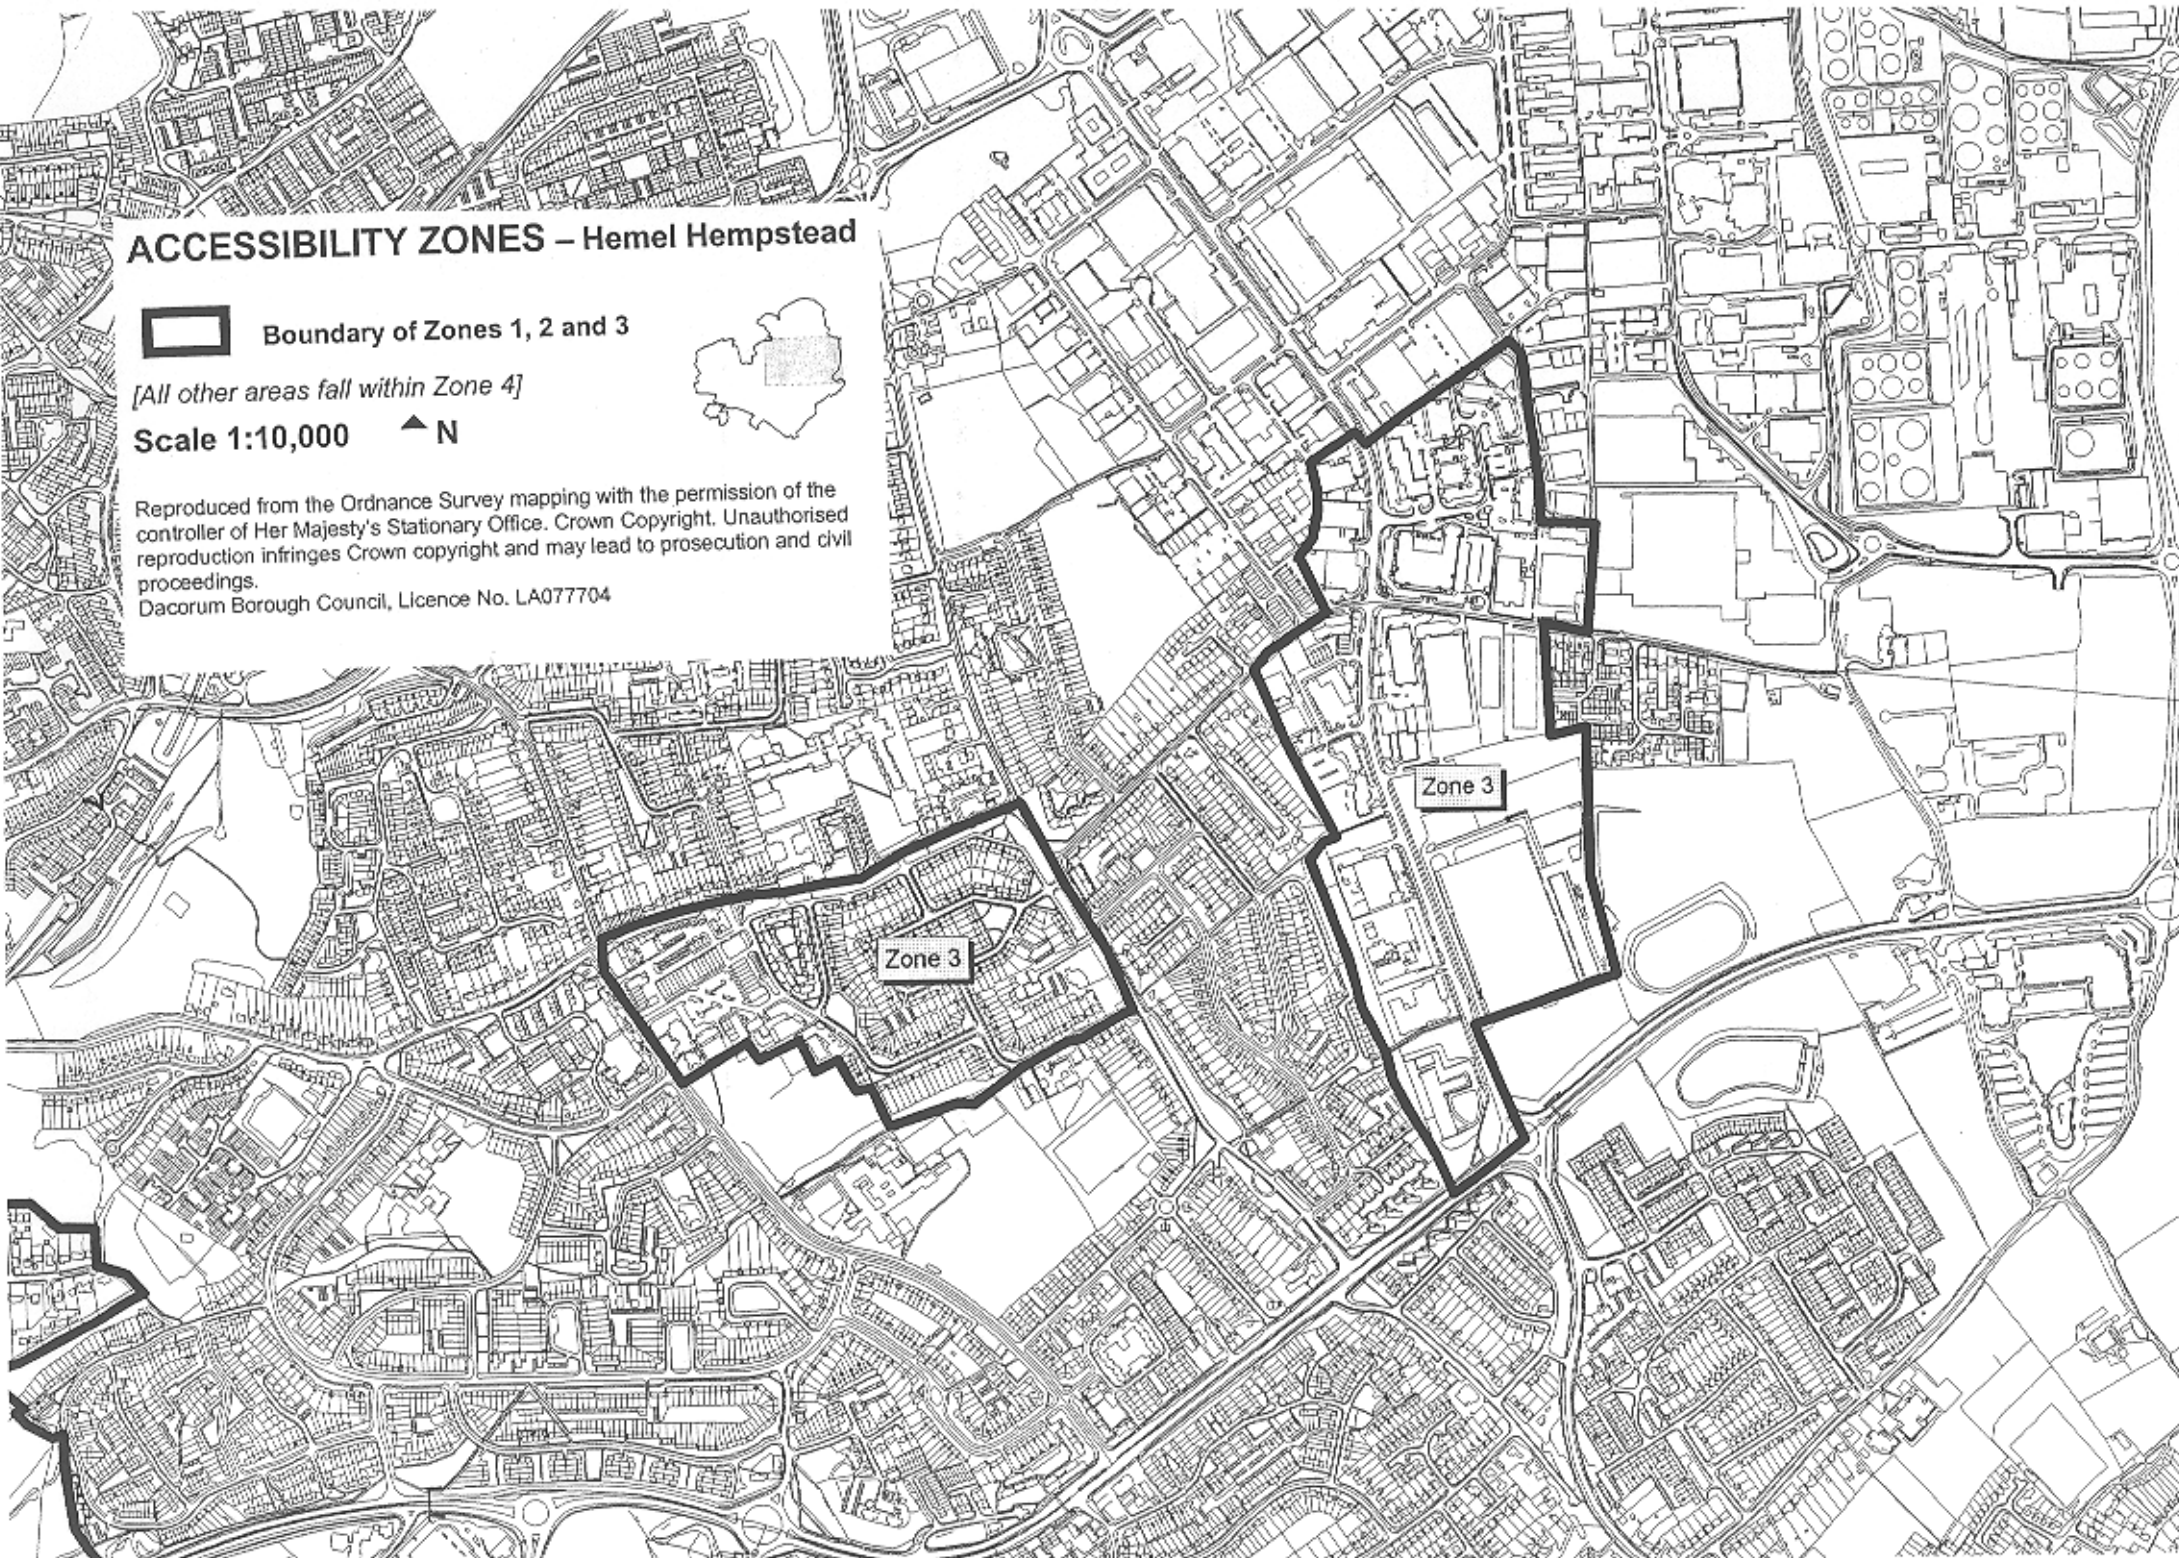 ACCESSIBILITY ZONES – Hemel Hempstead
Boundary of Zones 1, 2 and 3
[All other areas fall within Zone 4]
Scale 1:10,000 N
Reproduced from the Ordnance Survey mapping with the permission of the
controller of Her Majesty's Stationary Office. Crown Copyright. Unauthorised
reproduction infringes Crown copyright and may lead to prosecution and civil
proceedings.
Dacorum Borough Council, Licence No. LA077704
Zone 3
Zone 3